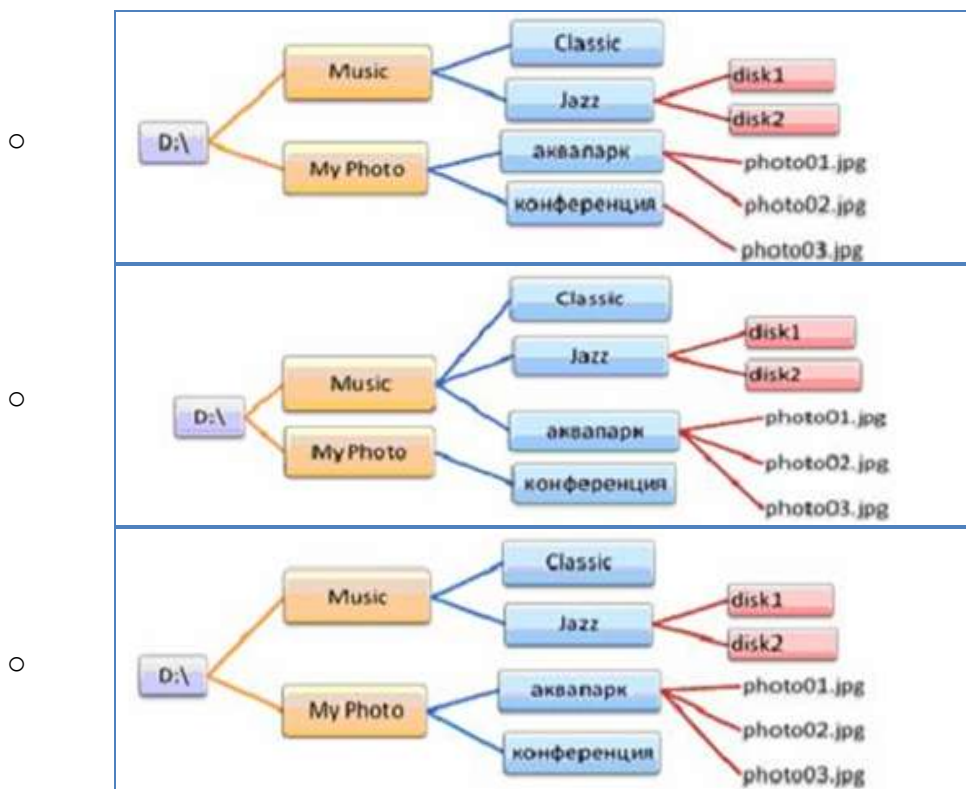 Classic
Music
disk1
Jazz
disk2
D:\
аквапарк
photo01.jpg
My Photo
photo02.jpg
конференция
photo03.jpg
Classic
disk1
Jazz
Music
disk2
D:\
photo01.jpg
аквапарк
My Photo
photo02.jpg
конференция
photo03.jpg
Classic
Music
disk1
Jazz
disk2
D:\
аквапарк
photo01.jpg
My Photo
photo02.jpg
конференция
photo03.jpg